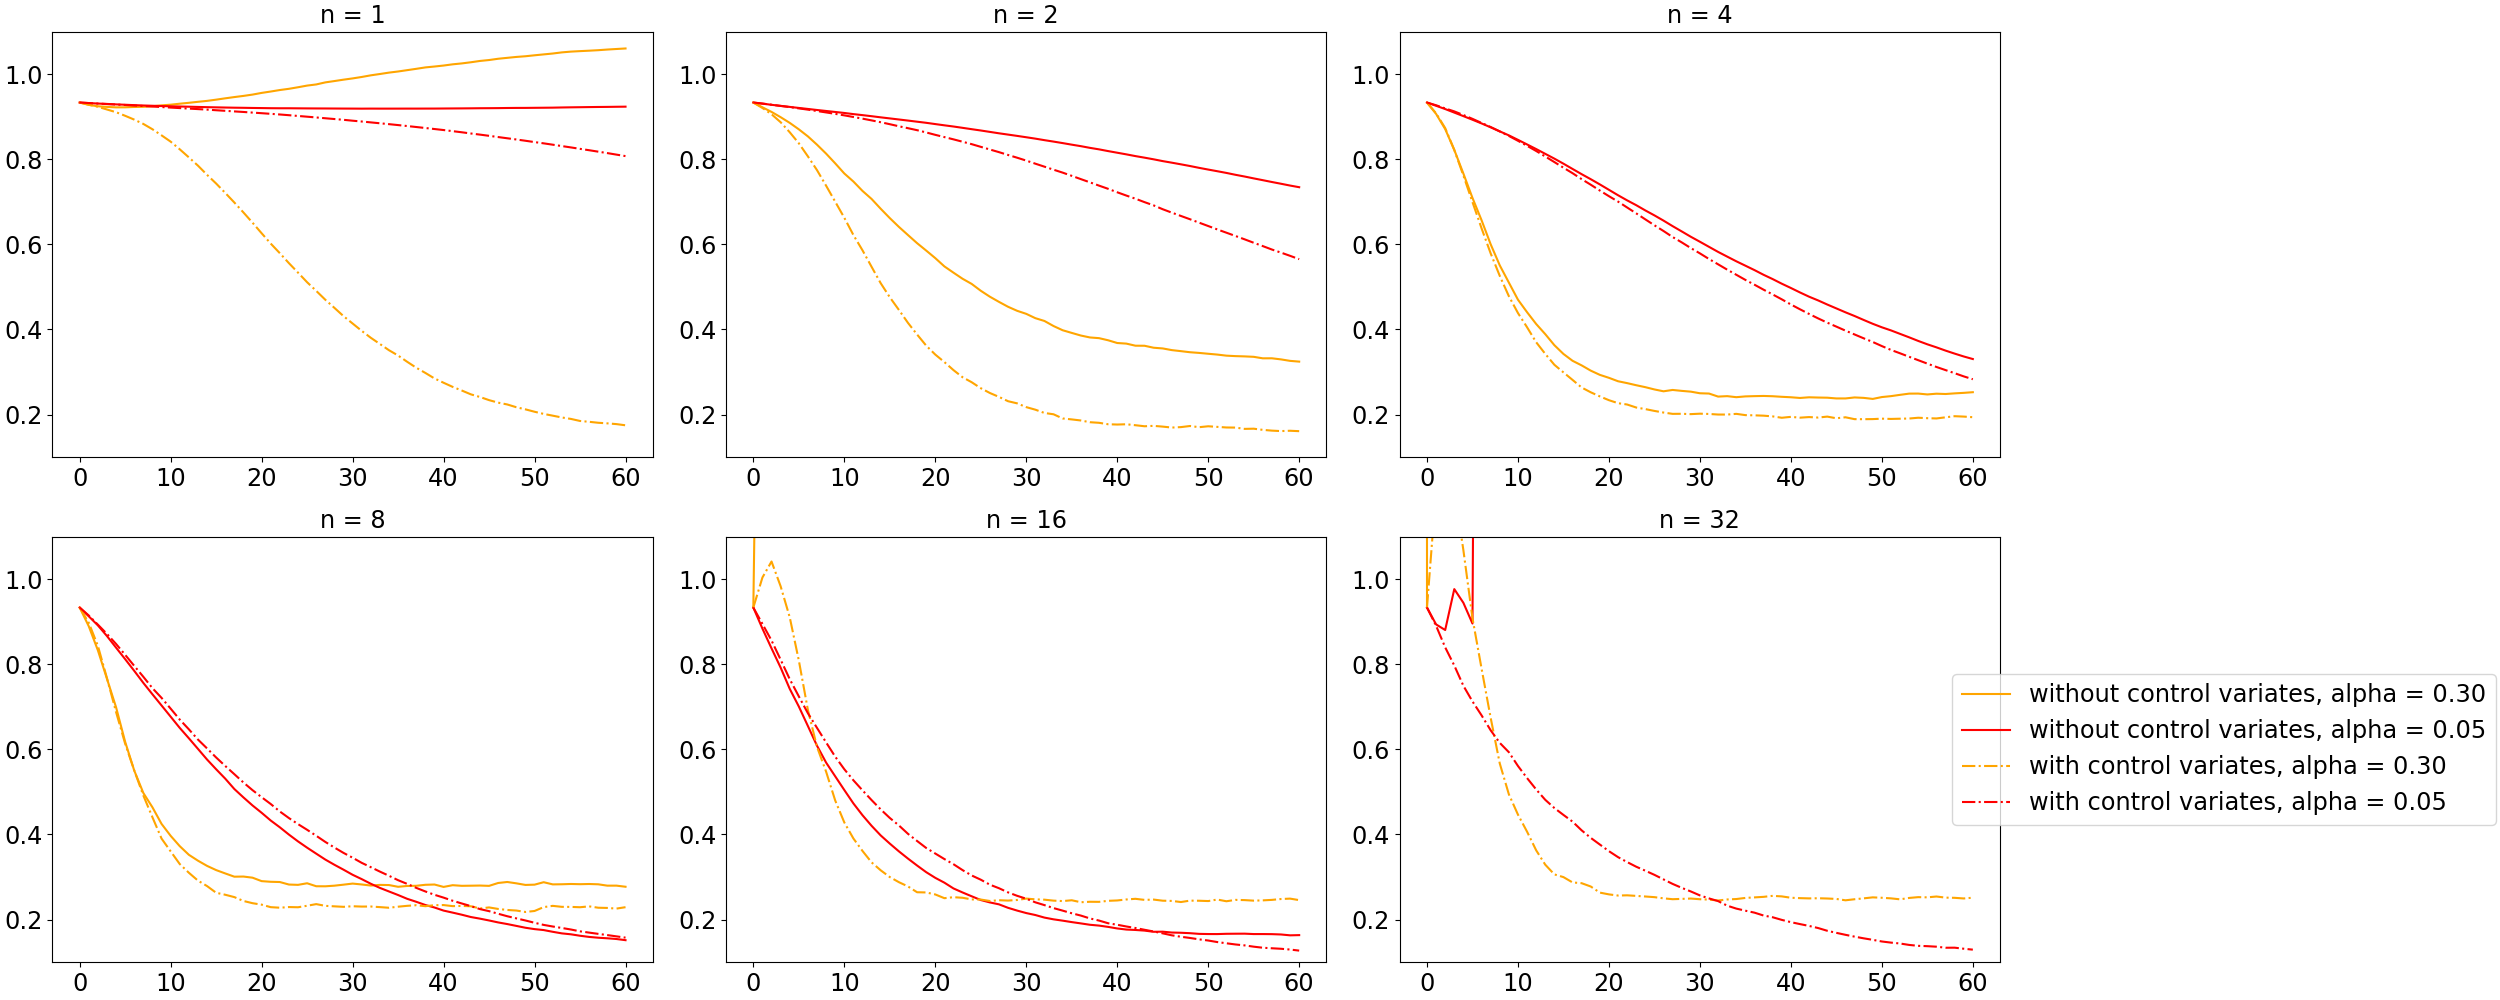 n = 1
n = 2
n = 4
1.0
0.8
0.6
0.4
0.2
0 10 20 30 40 50 60
1.0
0.8
0.6
0.4
0.2
0 10 20 30 40 50 60
1.0
0.8
0.6
0.4
0.2
0 10 20 30 40 50 60
n = 8
n = 16
n = 32
1.0
0.8
0.6
0.4
0.2
0 10 20 30 40 50 60
1.0
0.8
0.6
0.4
0.2
0 10 20 30 40 50 60
1.0
0.8
0.6
0.4
0.2
0 10 20 30 40 50 60
without control variates, alpha = 0.30
without control variates, alpha = 0.05
with control variates, alpha = 0.30
with control variates, alpha = 0.05